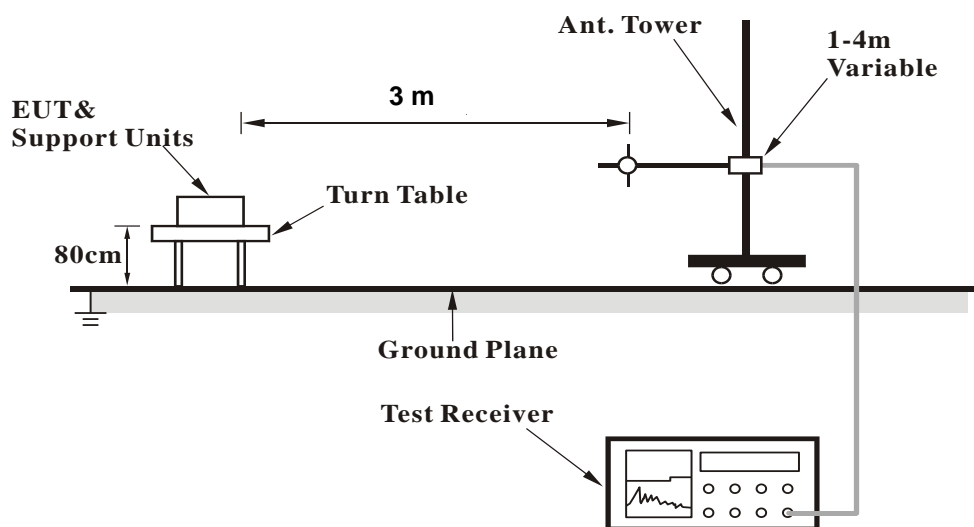 Ant. Tower
1-4m
Variable
3 m
EUT&
Support Units
Turn Table
80cm
Ground Plane
Test Receiver